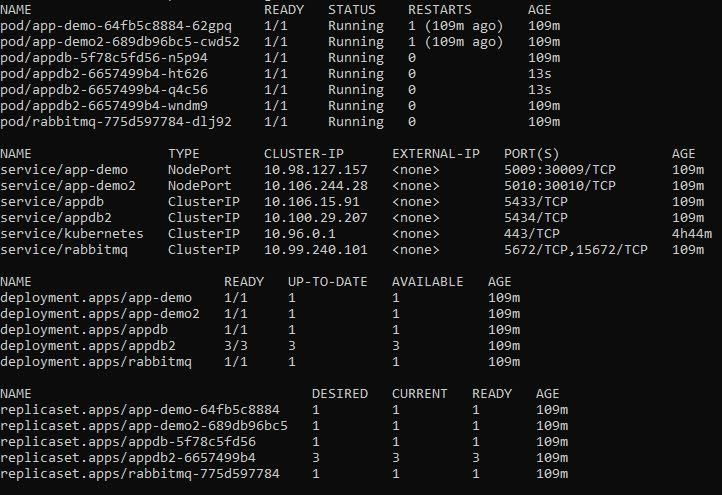 NAME READY STATUS RESTARTS AGE
pod/app-demo-64fb5c8884-62gpq 1/1 Running 1 (109m ago) 109m
pod/app-demo2-689db96bc5-cwd52 1/1 Running 1 (109m ago) 109m
pod/appdb-5f78c5fd56-n5p94 1/1 Running 0 109m
pod/appdb2-6657499b4-ht626 1/1 Running 0 13s
pod/appdb2-6657499b4-q4c56 1/1 Running 0 13s
pod/appdb2-6657499b4-wndm9 1/1 Running 0 109m
pod/rabbitmq-775d597784-dlj92 1/1 Running 0 109m
NAME TYPE CLUSTER-IP EXTERNAL-IP PORT(S) AGE
service/app-demo NodePort 10.98.127.157 <none> 5009:30009/TCP 109m
service/app-demo2 NodePort 10.106.244.28 <none> 5010:30010/TCP 109m
service/appdb ClusterIP 10.106.15.91 <none> 5433/TCP 109m
service/appdb2 ClusterIP 10.100.29.207 <none> 5434/TCP 109m
service/kubernetes ClusterIP 10.96.0.1 <none> 443/TCP 4h44m
service/rabbitmq ClusterIP 10.99.240.101 <none> 5672/TCP,15672/TCP 109m
NAME READY UP-TO-DATE AVAILABLE AGE
deployment.apps/app-demo 1/1 1 1 109m
deployment.apps/app-demo2 1/1 1 1 109m
deployment.apps/appdb 1/1 1 1 109m
deployment.apps/appdb2 3/3 3 3 109m
deployment.apps/rabbitmq 1/1 1 1 109m
NAME DESIRED CURRENT READY AGE
replicaset.apps/app-demo-64fb5c8884 1 1 1 109m
replicaset.apps/app-demo2-689db96bc5 1 1 1 109m
replicaset.apps/appdb-5f78c5fd56 1 1 1 109m
replicaset.apps/appdb2-6657499b4 3 3 3 109m
replicaset.apps/rabbitmq-775d597784 1 1 1 109m